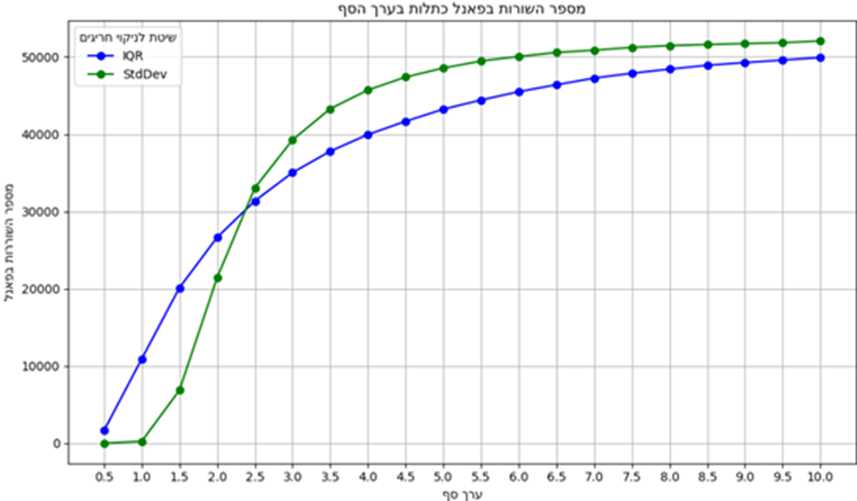 מספר השורות בפאנל כתלות בערך הסף
שיטת לניקוי חריגים
IQR
StdDev
מספר השורות בפאנל
50000
40000
30000
20000
10000
0
0.5 1.0 1.5 2.0 2.5 3.0 3.5 4.0 4.5 5.0 5.5 6.0 6.5 7.0 7.5 8.0 8.5 9.0 9.5 10.0
ערך סף